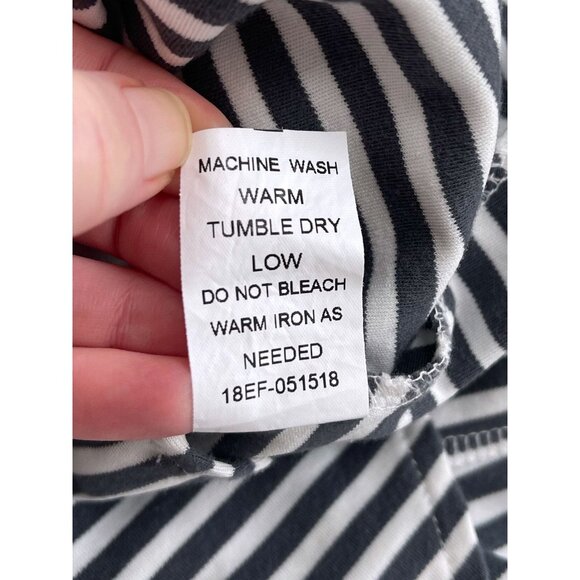 MACHINE WASH
WARM
TUMBLE DRY
LOW
DO NOT BLEACH
WARM IRON AS
NEEDED
18EF-051518